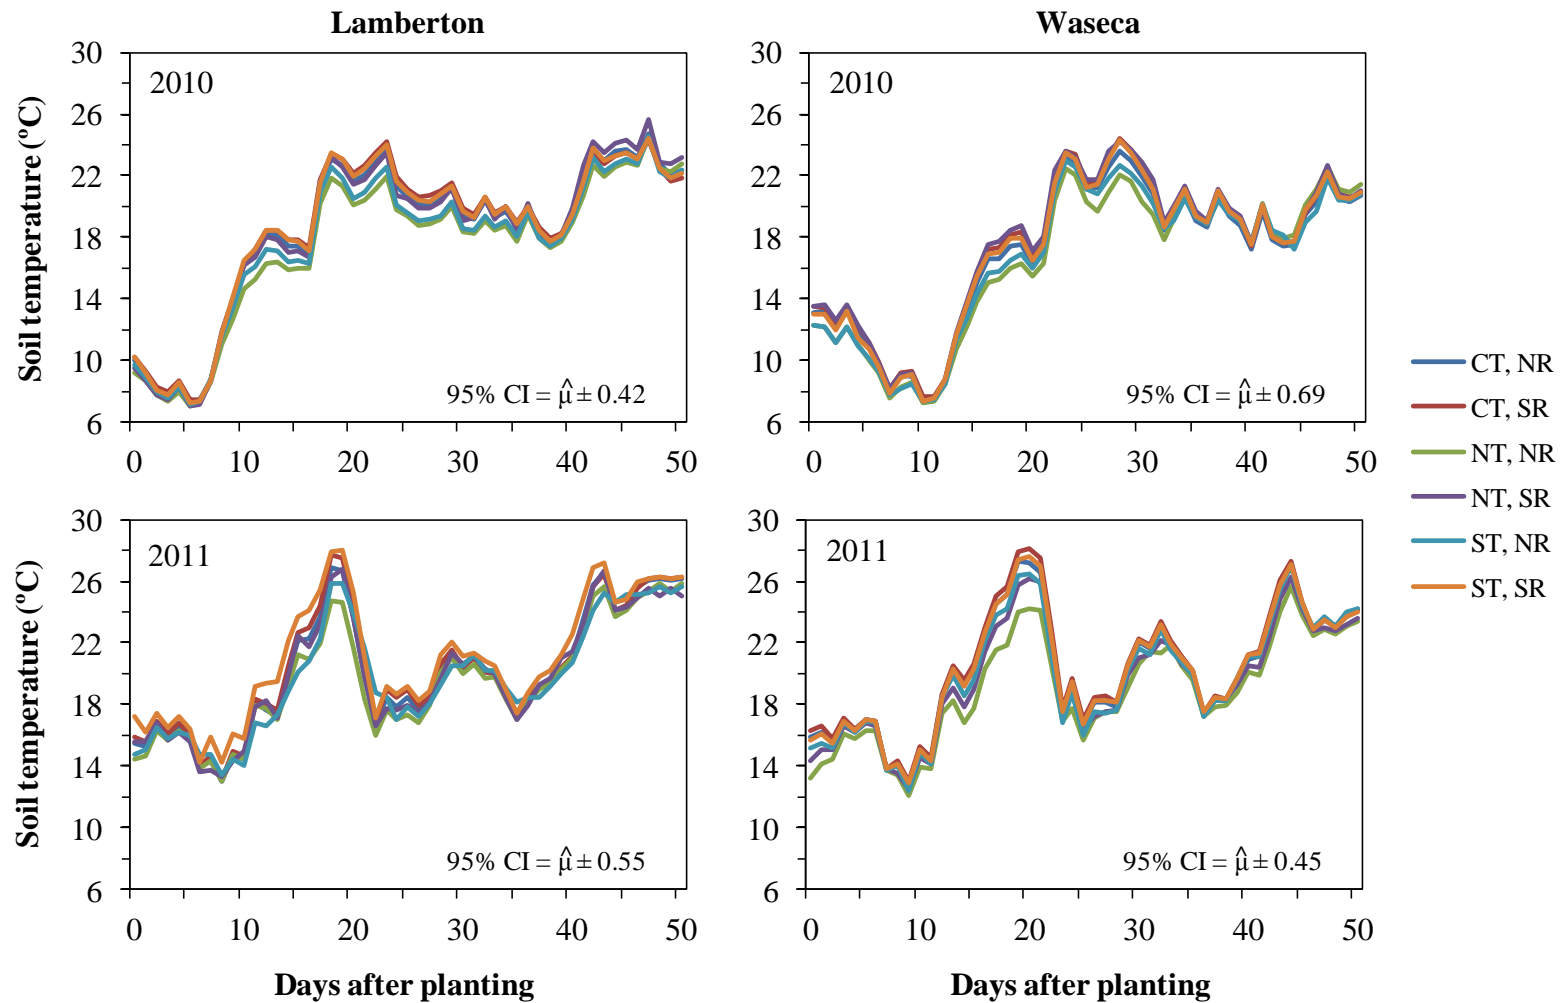 Lamberton
Waseca
30
26
22
18
14
10
6
Soil temperature (ºC)
2010
95% CI = μ̂ ± 0.42
0 10 20 30 40 50
30
26
22
18
14
10
6
2010
95% CI = μ̂ ± 0.69
0 10 20 30 40 50
CT, NR
CT, SR
NT, NR
NT, SR
ST, NR
ST, SR
30
26
22
18
14
10
6
Soil temperature (ºC)
2011
95% CI = μ̂ ± 0.55
0 10 20 30 40 50
Days after planting
30
26
22
18
14
10
6
2011
95% CI = μ̂ ± 0.45
0 10 20 30 40 50
Days after planting